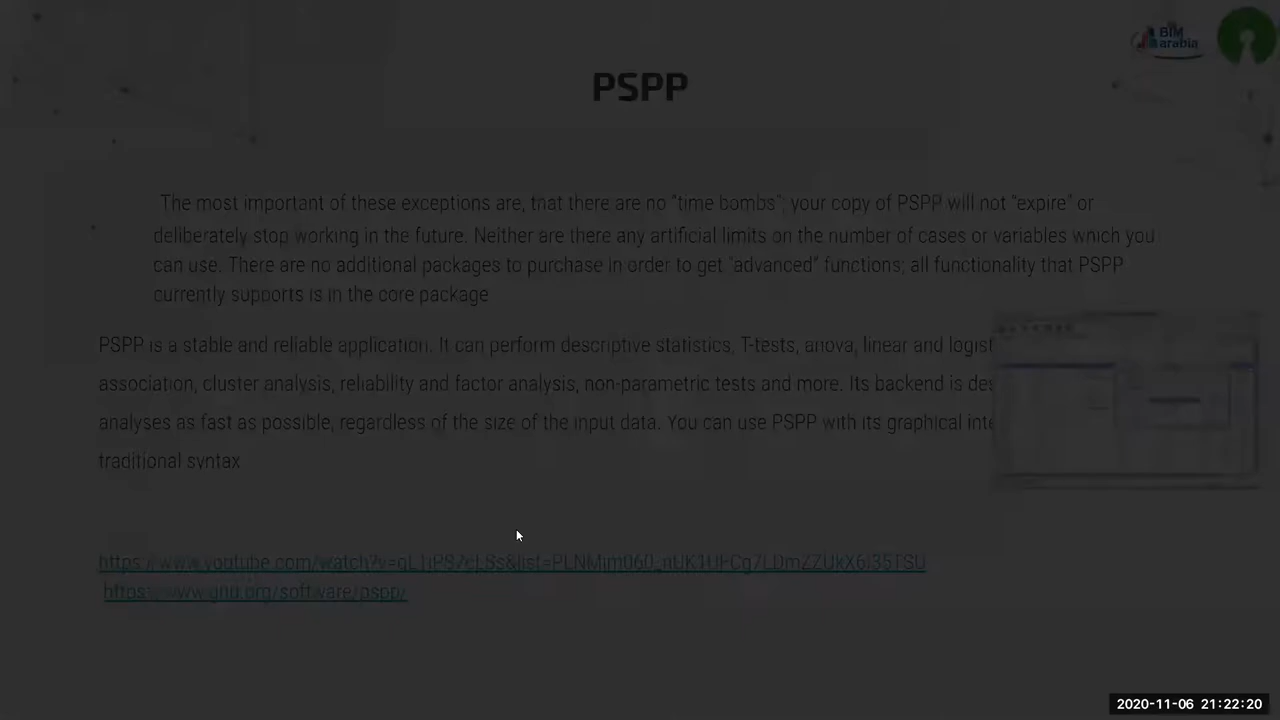 BIM
arabia
PSPP
The most important of these exceptions are, that there are no "time bombs"; your copy of PSPP will not "expire" or
deliberately stop working in the future. Neither are there any artificial limits on the number of cases or variables which you
can use. There are no additional packages to purchase in order to get "advanced" functions; all functionality that PSPP
currently supports is in the core package
PSPP is a stable and reliable application. It can perform descriptive statistics, T-tests, anova, linear and logist
association, cluster analysis, reliability and factor analysis, non-parametric tests and more. Its backend is des
analyses as fast as possible, regardless of the size of the input data. You can use PSPP with its graphical inte
traditional syntax
https://www.gnu.org/software/pspp/
2020-11-06 21:22:20